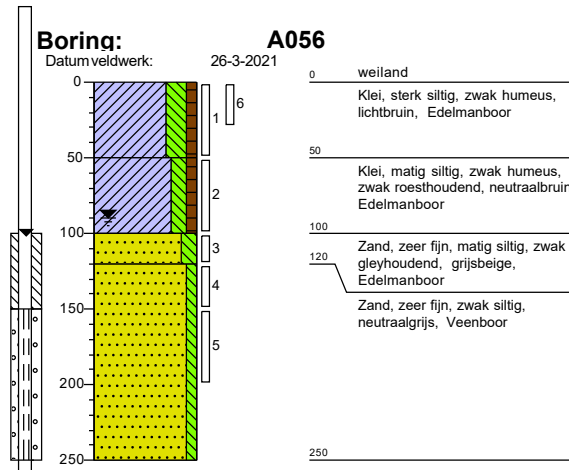 Boring: A056
Datum veldwerk: 26-3-2021
0
50
100
150
200
250
1
6
2
3
4
5
0 weiland
Klei, sterk siltig, zwak humeus,
lichtbruin, Edelmanboor
50
Klei, matig siltig, zwak humeus,
zwak roesthoudend, neutraalbruin
Edelmanboor
100
Zand, zeer fijn, matig siltig, zwak
gleyhoudend, grijsbeige,
Edelmanboor
120
Zand, zeer fijn, zwak siltig,
neutraalgrijs, Veenboor
250